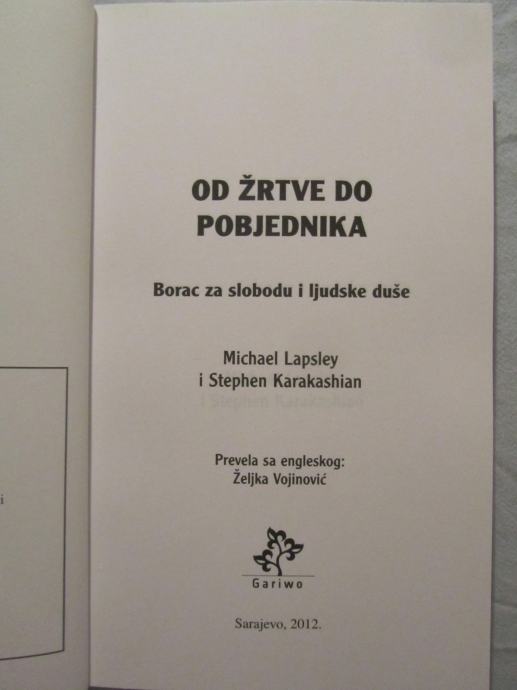 OD ŽRTVE DO
POBJEDNIKA
Borac za slobodu i ljudske duše
Michael Lapsley
i Stephen Karakashian
Prevela sa engleskog:
Željka Vojinović
Gariwo
Sarajevo, 2012.
i